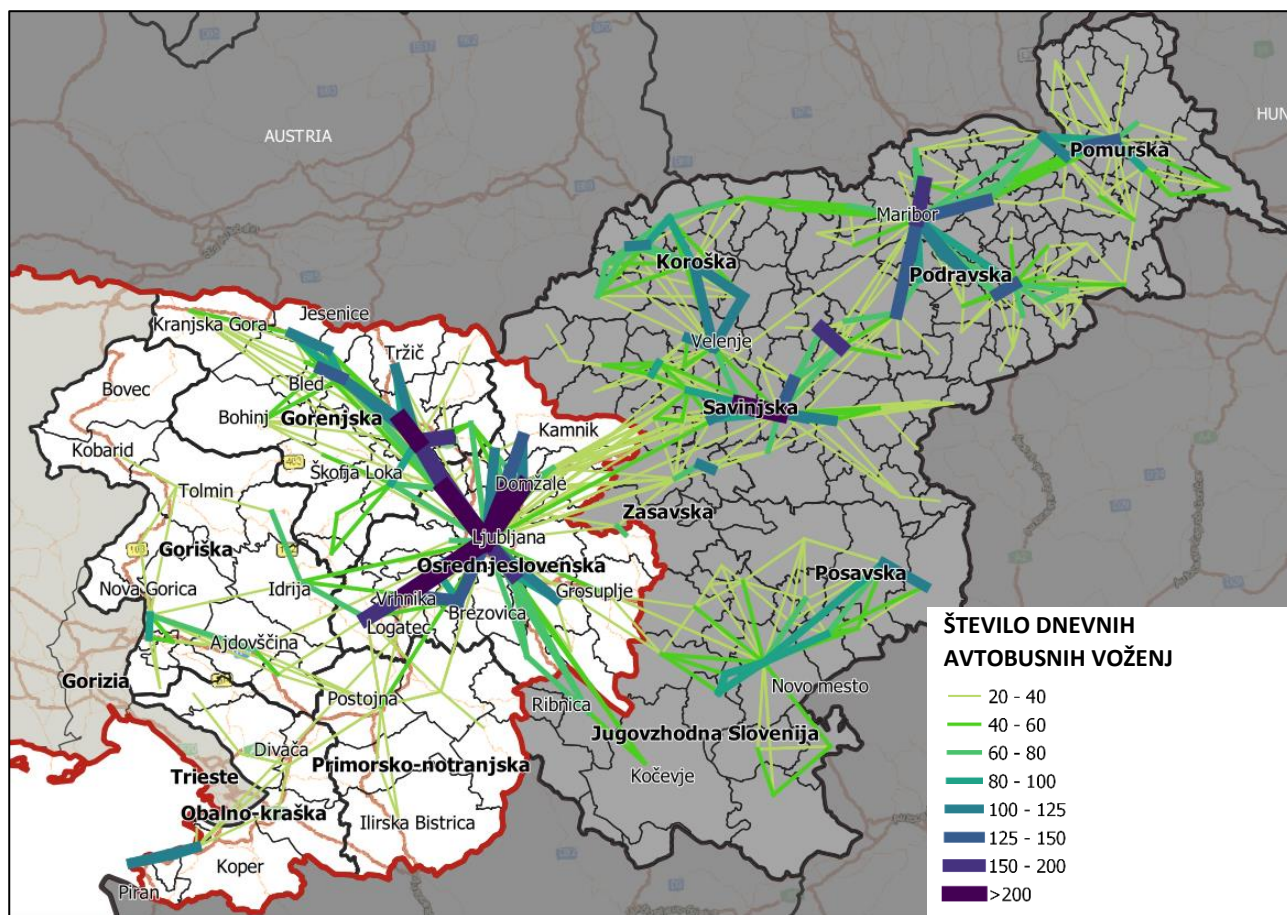 AUSTRIA
HUN
Pomurska
Maribor
Koroška
Podravska
Jesenice
Kranjska Gora
Tržič
Velenje
Bovec
Bled
Gorenjska
Savinjska
Bohinj
Kamnik
Kobarid
Škofja Loka
Domžale
Tolmin
Zasavska
Ljubljana
Goriška
Osrednjeslovenska
Posavska
Nova Gorica
Idrija
Vrhnika
Grosuplje
Brezovica
Logatec
Ajdovščina
Gorizia
Postojna
Novo mesto
Ribnica
Jugovzhodna Slovenija
Divača
Trieste
Primorsko-notranjska
Kočevje
Obalno-kraška
Ilirska Bistrica
Koper
Piran
ŠTEVILO DNEVNIH
AVTOBUSNIH VOŽENJ
20 - 40
40 - 60
60 - 80
80 - 100
100 - 125
125 - 150
150 - 200
>200